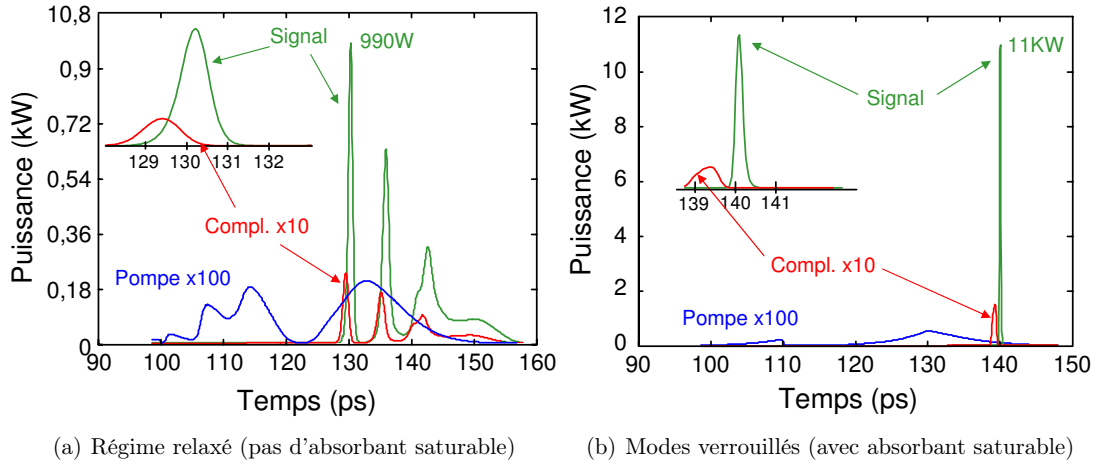 10,8
0,9
0,72
0,54
0,36
0,18
0
Puissance (kW)
90 100 110 120 130 140 150 160
Temps (ps)
Signal
990W
129 130 131 132
Compl. x10
Pompe x100
(a) Régime relaxé (pas d'absorbant saturable)
12
10
8
6
4
2
0
Puissance (kW)
100 110 120 130 140 150
Temps (ps)
11KW
Signal
139 140 141
Compl. x10
Pompe x100
(b) Modes verrouillés (avec absorbant saturable)